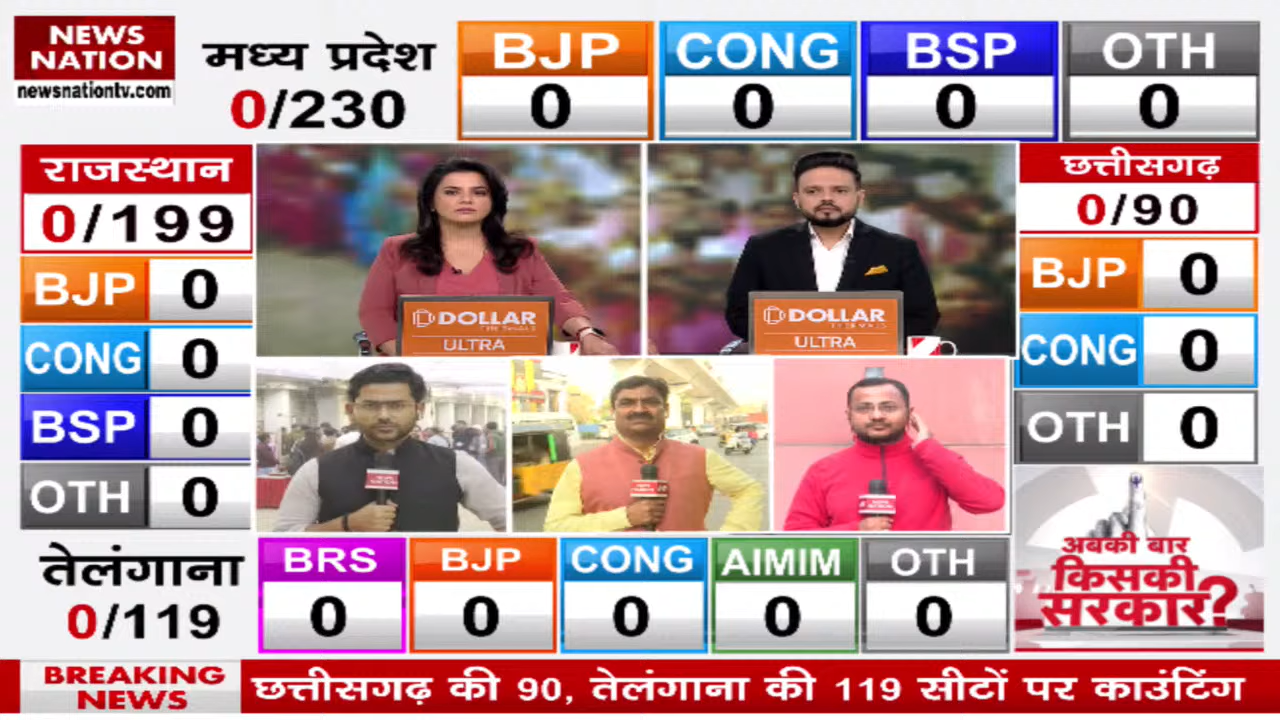 NEWS
NATION
newsnationtv.com
मध्य प्रदेश
0/230
BJP
0
CONG
0
BSP
0
OTH
0
राजस्थान
0/199
BJP 0
CONG 0
BSP 0
OTH 0
DOLLAR
ULTRA
DOLLAR
ULTRA
छत्तीसगढ़
0/90
BJP 0
CONG 0
OTH 0
अबकी बार
किसकी
सरकार?
तेलंगाना
0/119
BRS
0
BJP
0
CONG
0
AIMIM
0
OTH
0
BREAKING
NEWS
छत्तीसगढ़ की 90, तेलंगाना की 119 सीटों पर काउंटिंग